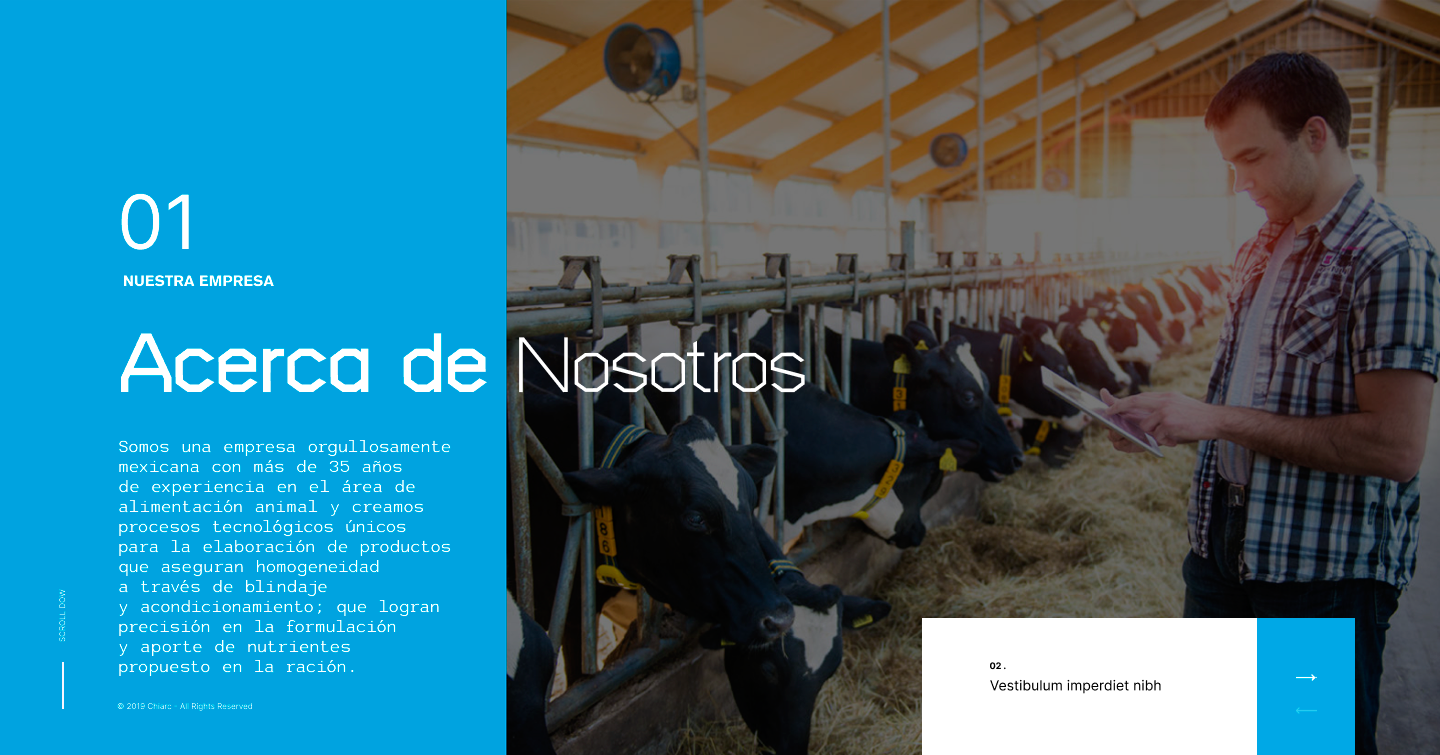 01
NUESTRA EMPRESA
Acerca de Nosotros
Somos una empresa orgullosamente
mexicana con más de 35 años
de experiencia en el área de
alimentación animal y creamos
procesos tecnológicos únicos
para la elaboración de productos
que aseguran homogeneidad
a través de blindaje
y acondicionamiento; que logran
precisión en la formulación
y aporte de nutrientes
propuesto en la ración.
SCROLL DOW
© 2019 Chiarc - All Rights Reserved
02.
Vestibulum imperdiet nibh